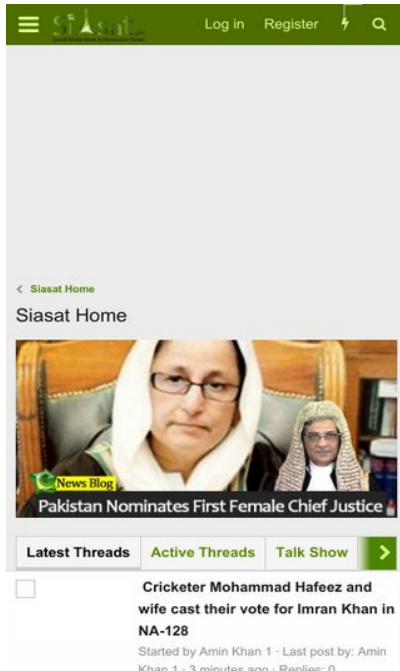 Siasat
Log in Register
Siasat Home
Siasat Home
News Blog
Pakistan Nominates First Female Chief Justice
Latest Threads Active Threads Talk Show
Cricketer Mohammad Hafeez and
wife cast their vote for Imran Khan in
NA-128
Started by Amin Khan 1 · Last post by: Amin
Khan 1 · 3 minutes ago · Replies: 0